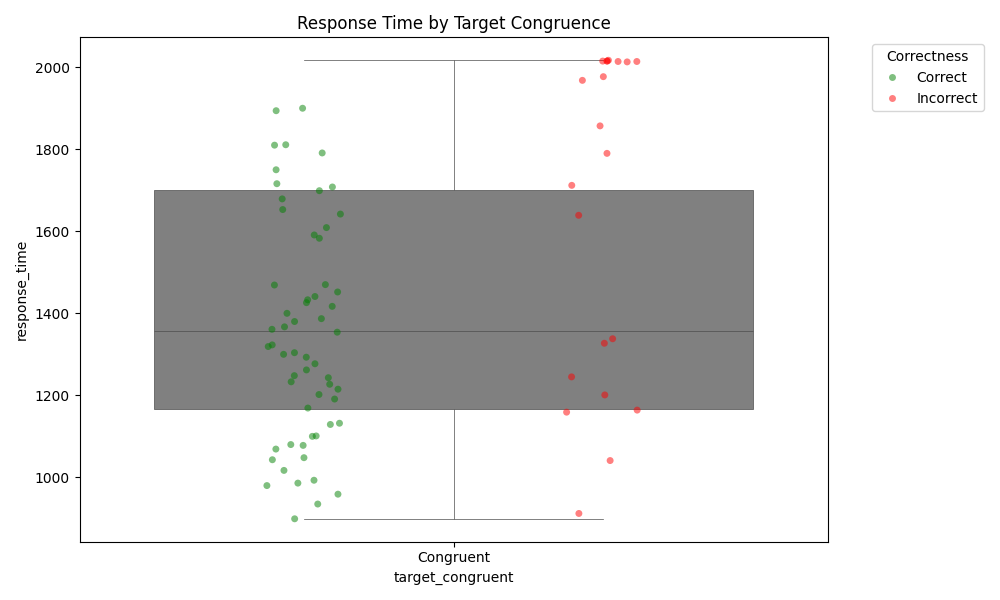 Response Time by Target Congruence
Correctness
Correct
Incorrect
2000
1800
1600
1400
1200
1000
response_time
Congruent
target_congruent